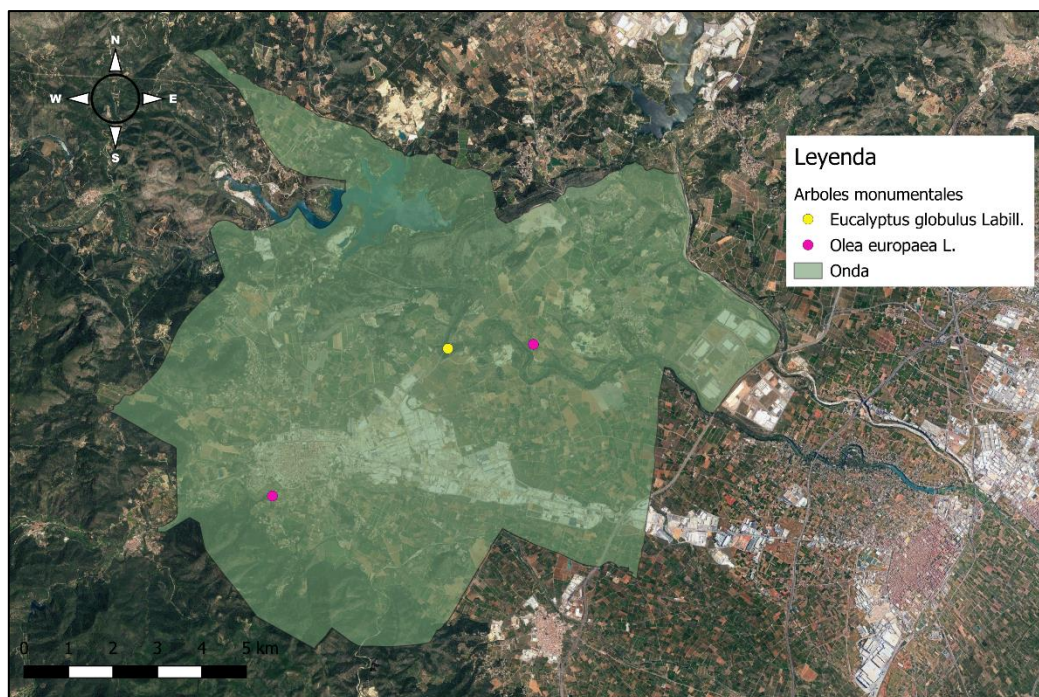 N
W E
S
Leyenda
Arboles monumentales
Eucalyptus globulus Labill.
Olea europaea L.
Onda
0 1 2 3 4 5 km